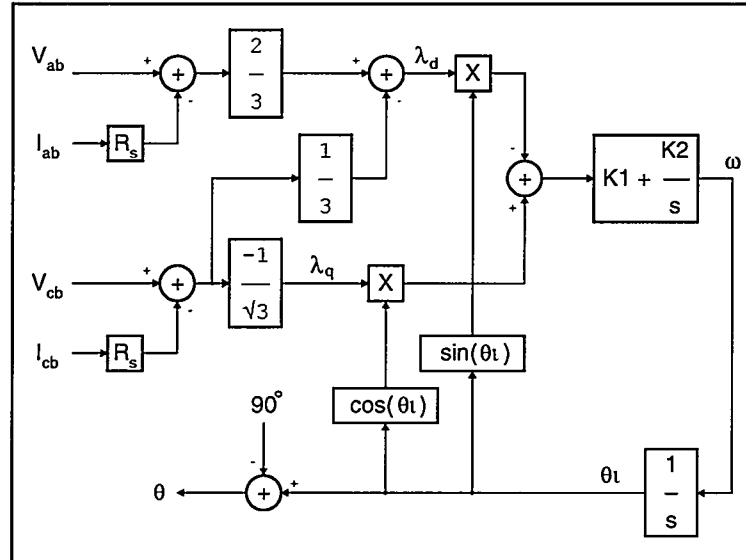 V_ab
+
+
-
2
3
+
+
-
λ_d
X
I_ab
R_s
1
3
-
+
+
K1 + K2
s
ω
V_cb
+
+
-
-1
√3
λ_q
X
I_cb
R_s
sin(θι)
cos(θι)
90°
-
θ
+
+
θι
1
s